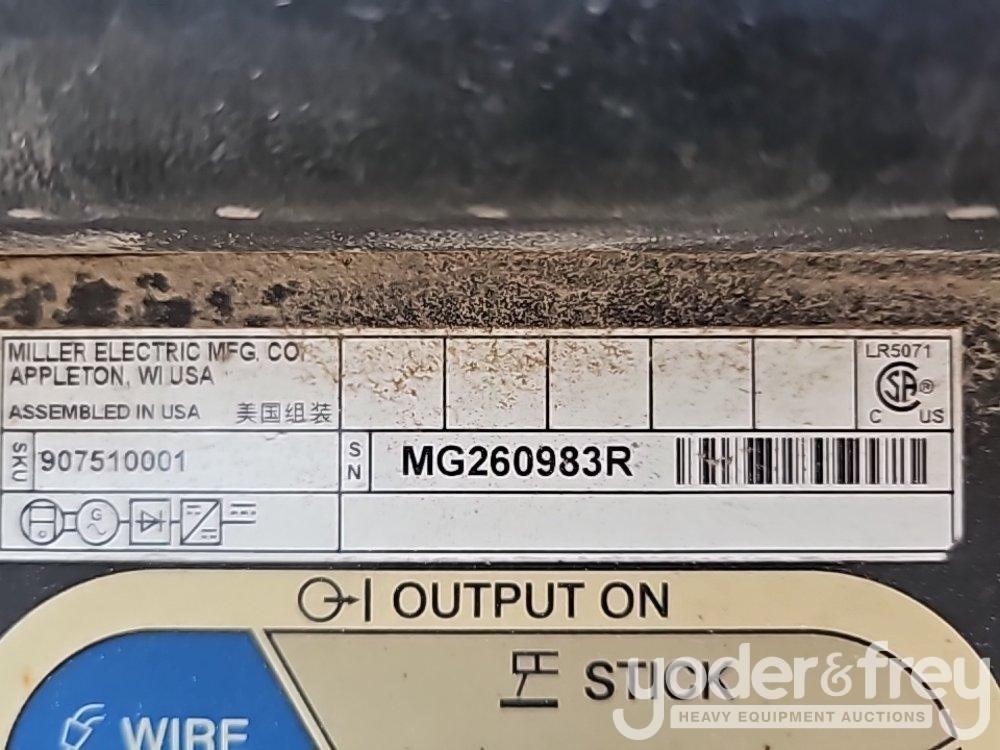 MILLER ELECTRIC MFG. CO.
APPLETON, WI USA
ASSEMBLED IN USA 美国组装
LR5071
SA ®
C US
SKU 907510001
SN MG260983R
G
OUTPUT ON
STICK
WIRE
yoder&frey
HEAVY EQUIPMENT AUCTIONS